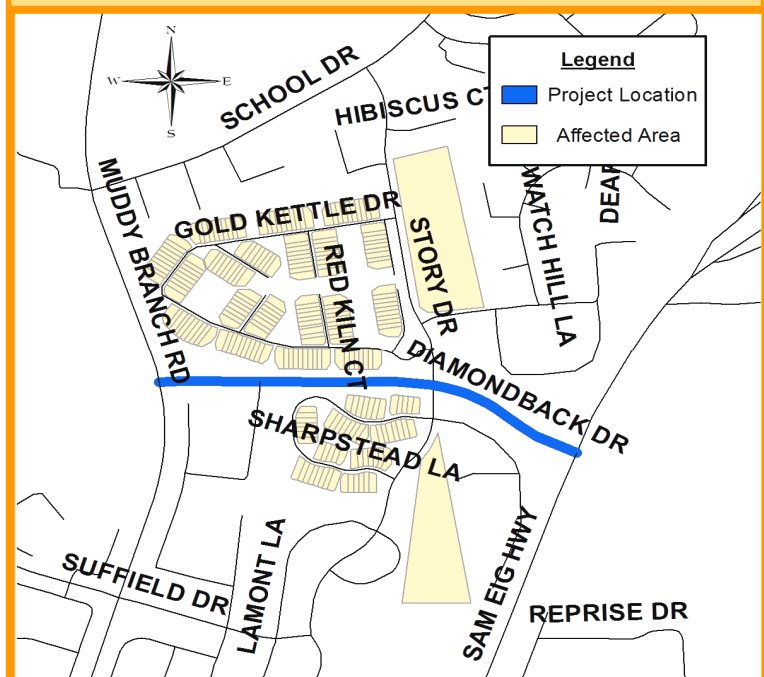 N
W
E
S
Legend
Project Location
Affected Area
SCHOOL DR
HIBISCUS CT
MUDDY BRANCH RD
GOLD KETTLE DR
RED KILN CT
STORY DR
WATCH HILL LA
DIAMONDBACK DR
SHARPSTEAD LA
SUFFIELD DR
LAMONT LA
SAM EIG HWY
REPRISE DR